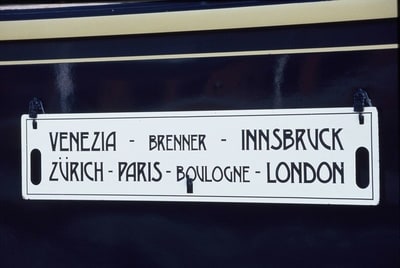 VENEZIA - BRENNER - INNSBRUCK
ZÜRICH - PARIS - BOULOGNE - LONDON